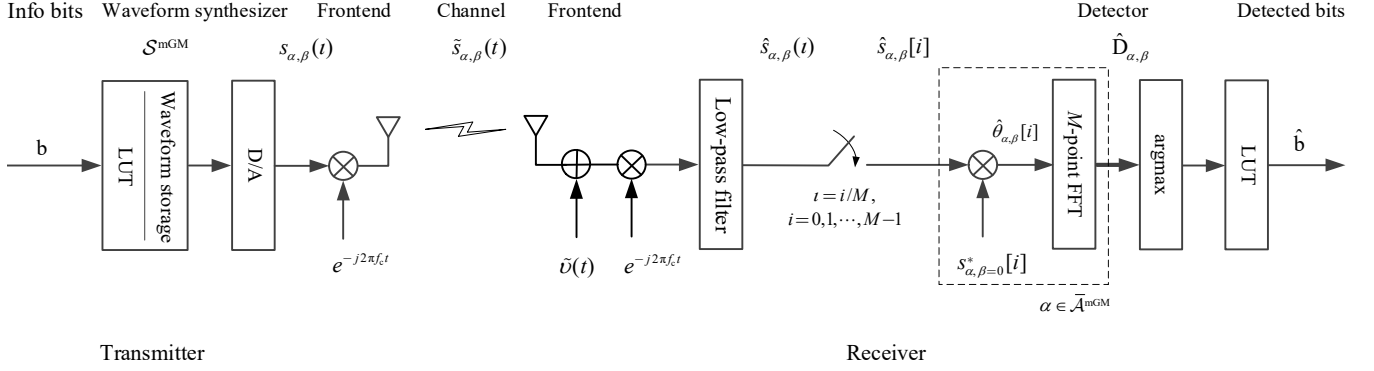 Info bits Waveform synthesizer Frontend Channel Frontend Detector Detected bits
𝒮^mGM s_{α,β}(ι) s̃_{α,β}(t) ŝ_{α,β}(ι) ŝ_{α,β}[i] D̂_{α,β}
b
LUT
Waveform storage
D/A
e^{-j2πf_c t}
υ̃(t)
e^{-j2πf_c t}
Low-pass filter
ι = i/M,
i = 0,1,⋯,M−1
θ̂_{α,β}[i]
s*_{α,β=0}[i]
M-point FFT
α ∈ 𝒜̅^mGM
argmax
LUT
b̂
Transmitter Receiver